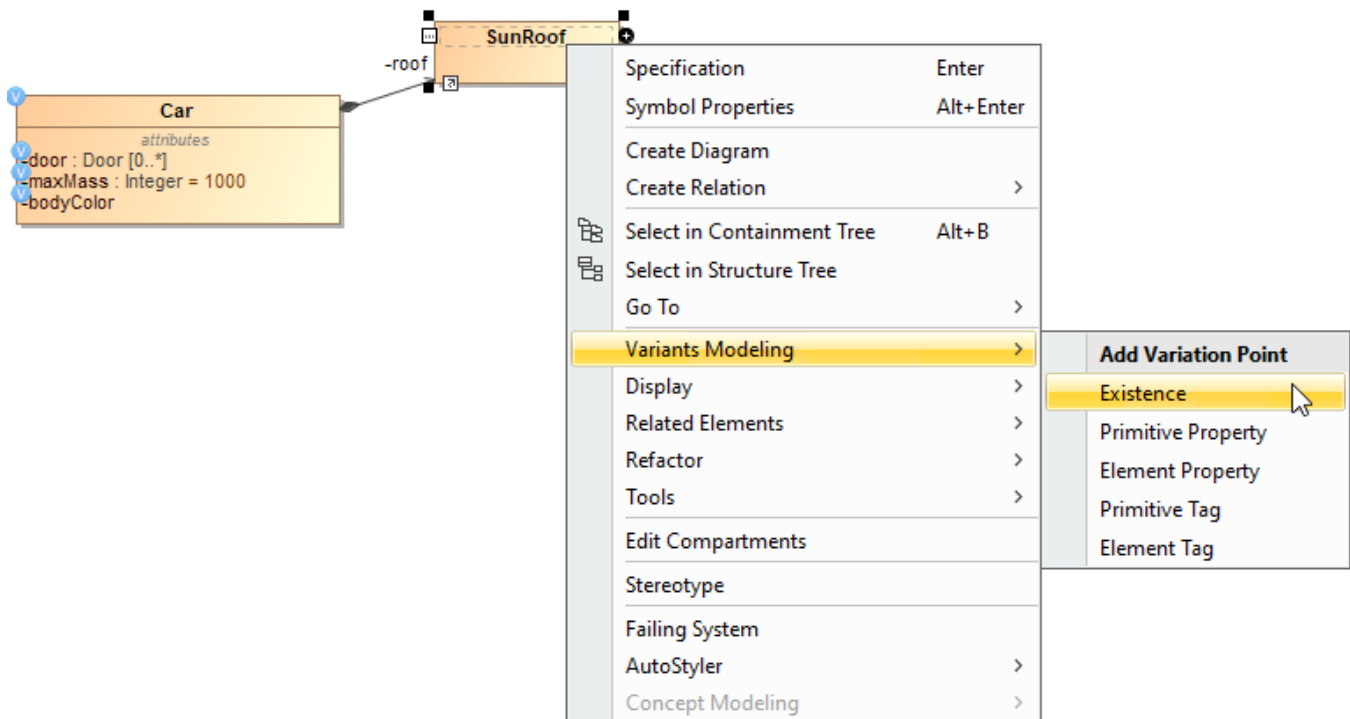 SunRoof
-roof
Car
attributes
-door : Door [0..*]
-maxMass : Integer = 1000
-bodyColor
Specification Enter
Symbol Properties Alt+Enter
Create Diagram
Create Relation
Select in Containment Tree Alt+B
Select in Structure Tree
Go To
Variants Modeling
Display
Related Elements
Refactor
Tools
Edit Compartments
Stereotype
Failing System
AutoStyler
Concept Modeling
Add Variation Point
Existence
Primitive Property
Element Property
Primitive Tag
Element Tag
V
V
V
V